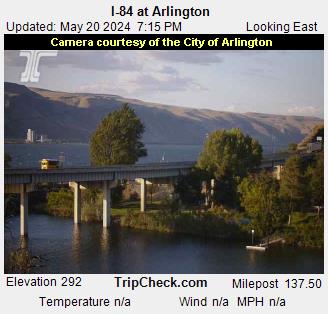 I-84 at Arlington
Updated: May 20 2024 7:15 PM Looking East
Camera courtesy of the City of Arlington
Elevation 292 TripCheck.com Milepost 137.50
Temperature n/a Wind n/a MPH n/a